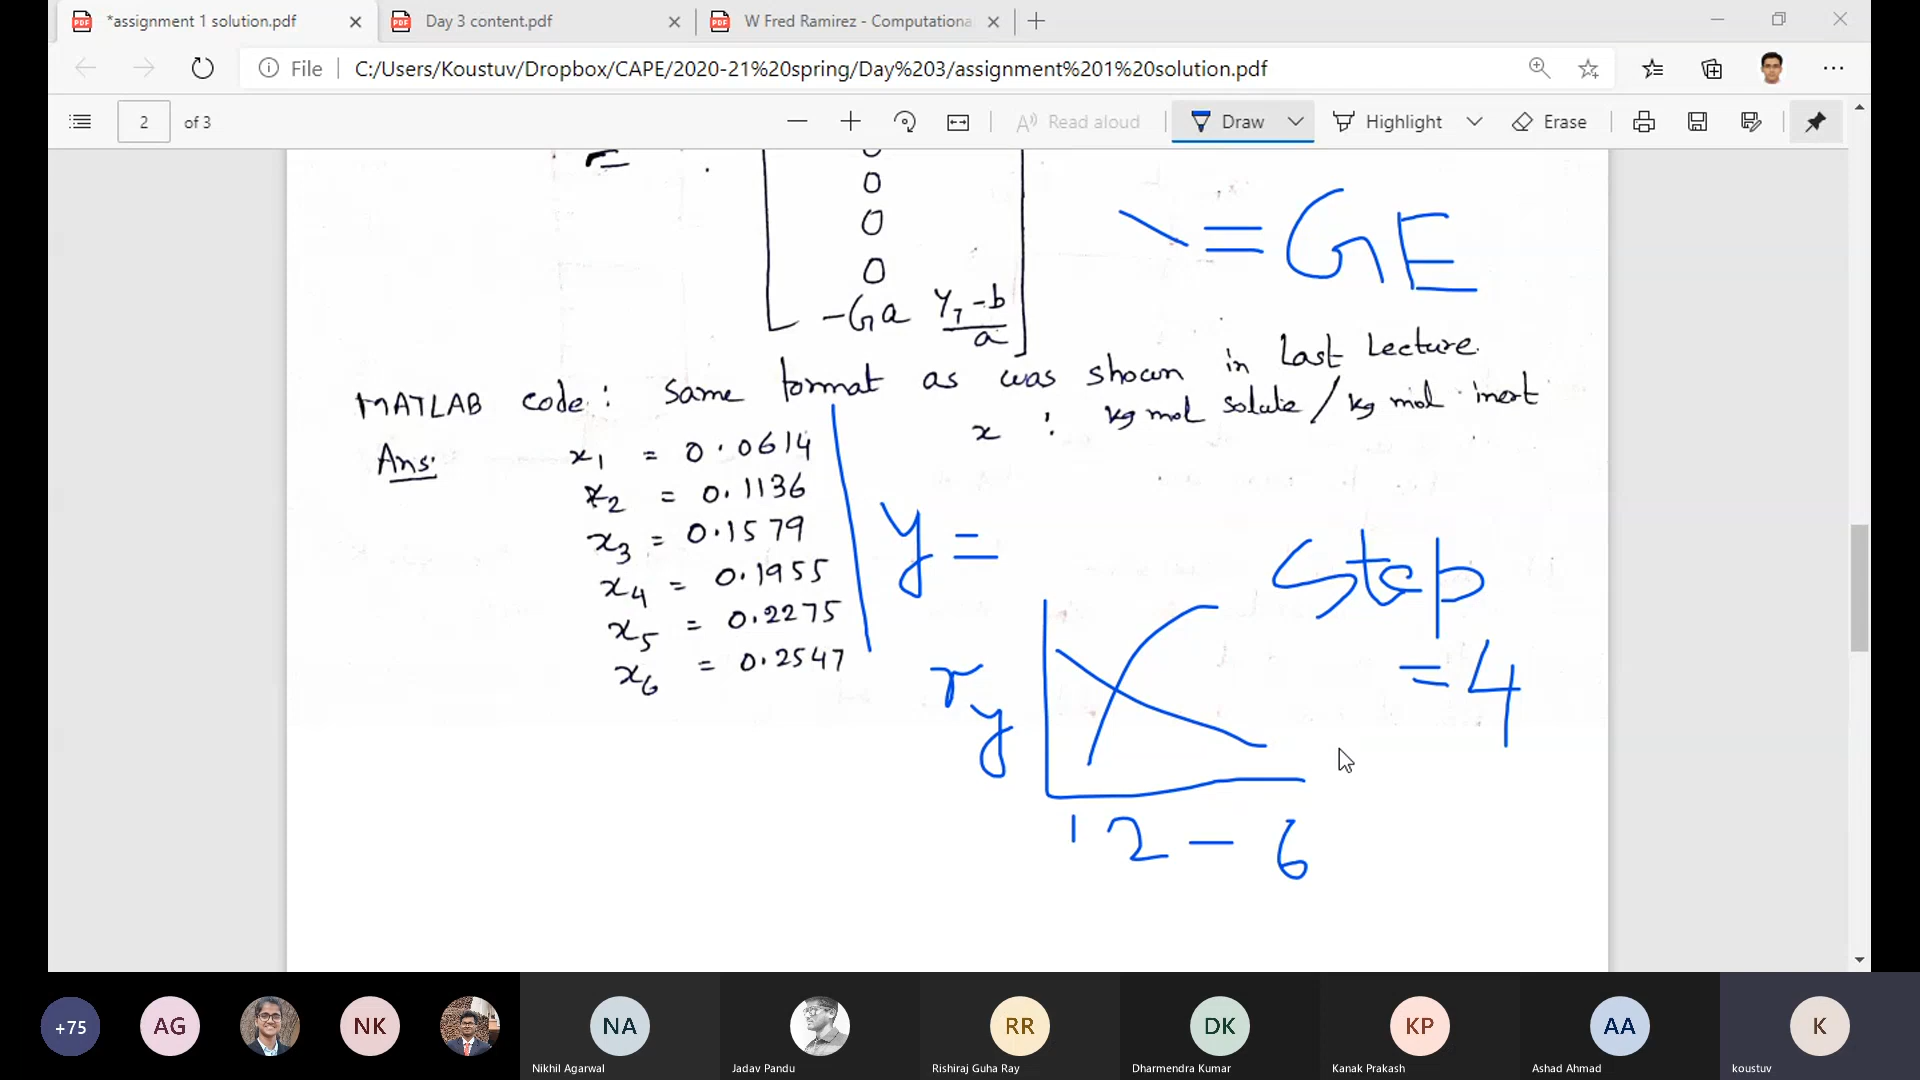 *assignment 1 solution.pdf
Day 3 content.pdf
W Fred Ramirez - Computationa
File
C:/Users/Koustuv/Dropbox/CAPE/2020-21%20spring/Day%203/assignment%201%20solution.pdf
2 of 3
Read aloud
Draw
Highlight
Erase
0
0
0
-Ga (Y7-b)/a
\ = GE
MATLAB code: Same format as was shown in Last Lecture
x : kg mol solute / kg mol inert
Ans:
x1 = 0.0614
x2 = 0.1136
x3 = 0.1579
x4 = 0.1955
x5 = 0.2275
x6 = 0.2547
y =
Step
= 4
x
y
1 2 - 6
+75
AG
NK
NA
RR
DK
KP
AA
K
Nikhil Agarwal
Jadav Pandu
Rishiraj Guha Ray
Dharmendra Kumar
Kanak Prakash
Ashad Ahmad
koustuv